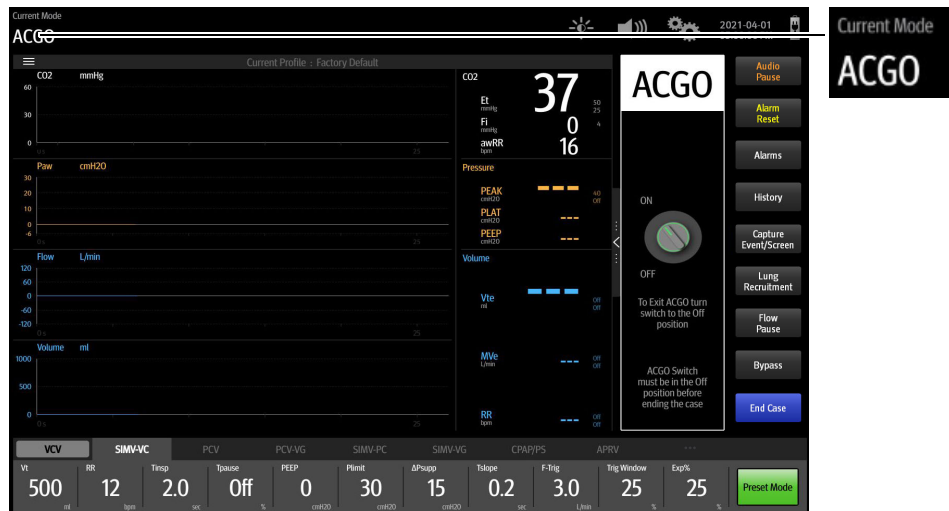 Current Mode
ACGO
2021-04-01
Current Mode
ACGO
Current Profile : Factory Default
CO2 mmHg
60
30
0
0 s 25
Paw cmH2O
30
20
10
0
-6
0 s 25
Flow L/min
120
60
0
-60
-120
0 s 25
Volume ml
1000
500
0
CO2
Et
mmHg
37
50
25
Fi
mmHg
0
4
awRR
bpm
16
Pressure
PEAK
cmH2O
---
40
Off
PLAT
cmH2O
---
PEEP
cmH2O
---
Volume
Vte
ml
---
Off
Off
MVe
L/min
---
Off
Off
RR
bpm
---
Off
Off
ACGO
ON
OFF
To Exit ACGO turn
switch to the Off
position
ACGO Switch
must be in the Off
position before
ending the case
Audio
Pause
Alarm
Reset
Alarms
History
Capture
Event/Screen
Lung
Recruitment
Flow
Pause
Bypass
End Case
VCV SIMV-VC PCV PCV-VG SIMV-PC SIMV-VG CPAP/PS APRV ...
Vt RR Tinsp Tpause PEEP Plimit ΔPsupp Tslope F-Trig Trig Window Exp%
500 12 2.0 Off 0 30 15 0.2 3.0 25 25 Preset Mode
ml bpm sec % cmH2O cmH2O cmH2O sec L/min % %